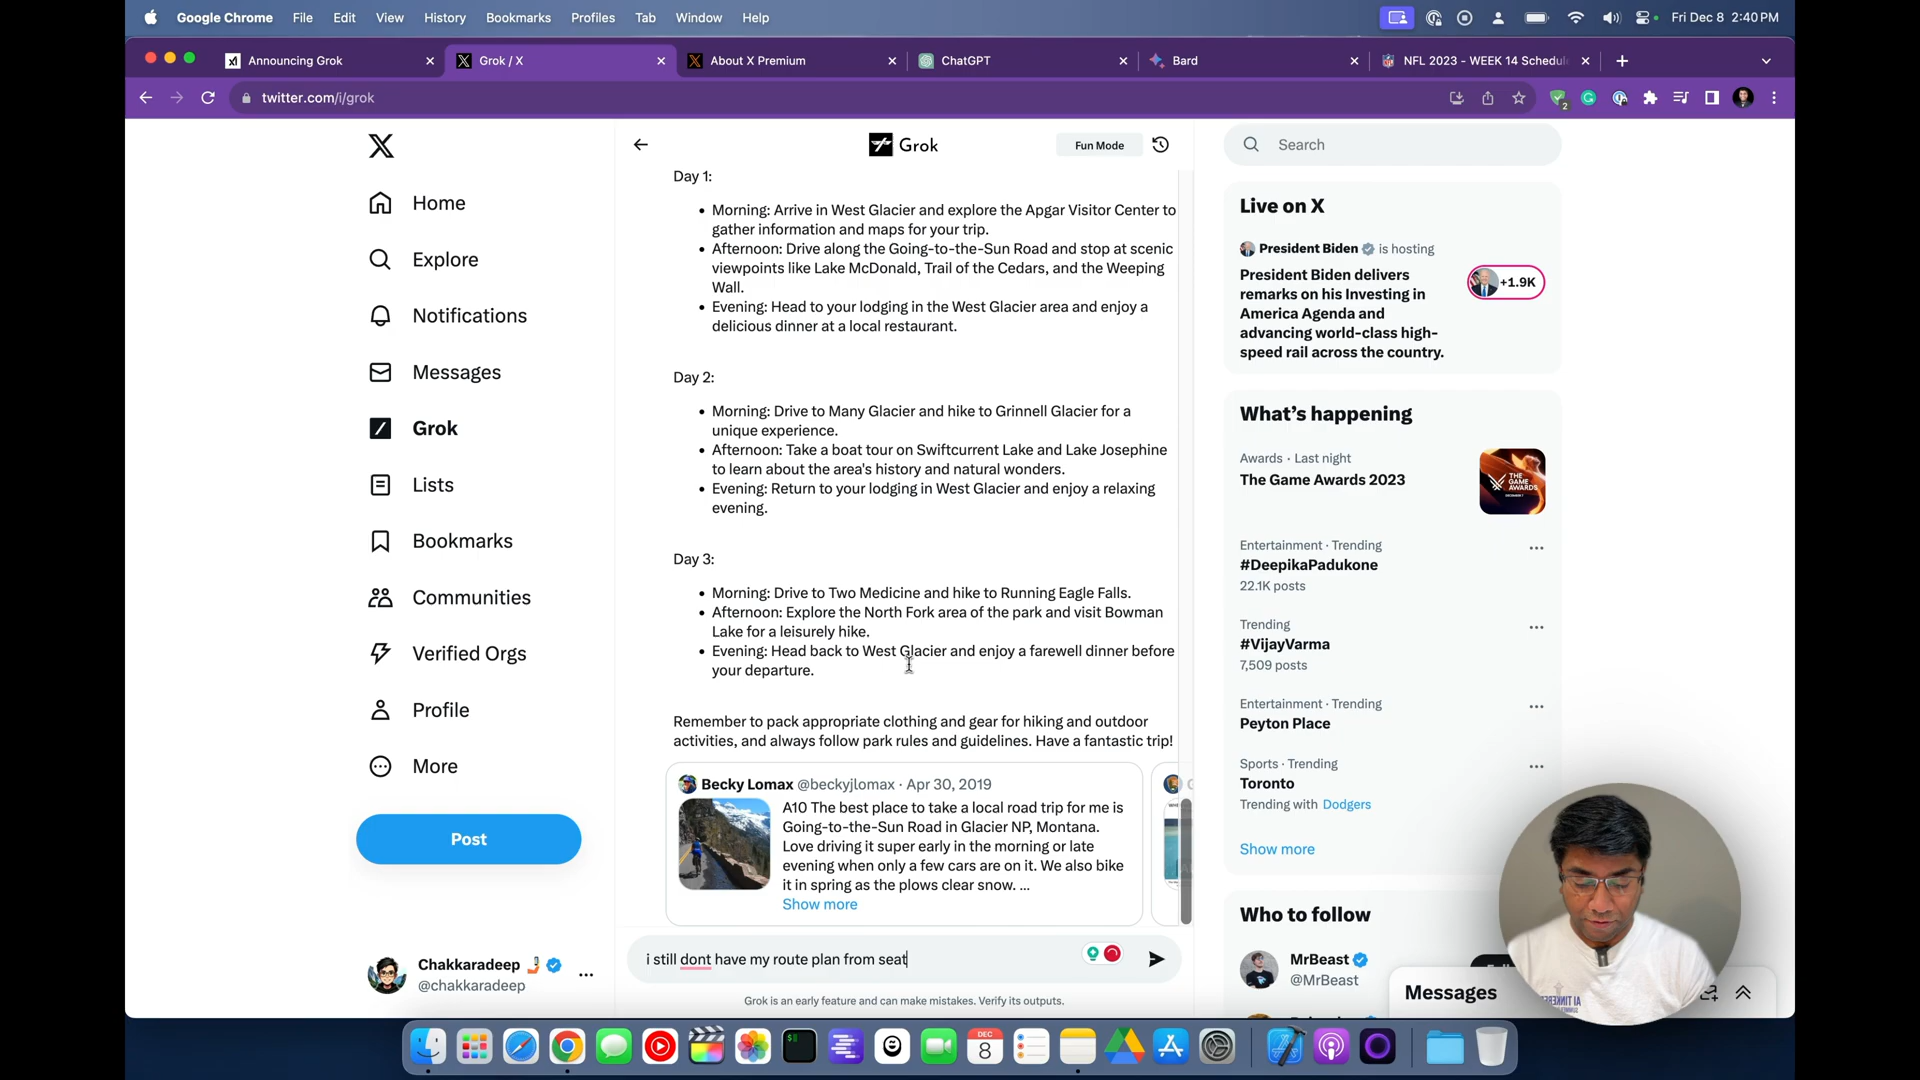 Google Chrome File Edit View History Bookmarks Profiles Tab Window Help Fri Dec 8 2:40 PM
Announcing Grok Grok / X About X Premium ChatGPT Bard NFL 2023 - WEEK 14 Schedul
twitter.com/i/grok
2
Grok
Fun Mode
Search
Home
Explore
Notifications
Messages
Grok
Lists
Bookmarks
Communities
Verified Orgs
Profile
More
Post
Chakkaradeep
@chakkaradeep
Day 1:
• Morning: Arrive in West Glacier and explore the Apgar Visitor Center to
gather information and maps for your trip.
• Afternoon: Drive along the Going-to-the-Sun Road and stop at scenic
viewpoints like Lake McDonald, Trail of the Cedars, and the Weeping
Wall.
• Evening: Head to your lodging in the West Glacier area and enjoy a
delicious dinner at a local restaurant.
Day 2:
• Morning: Drive to Many Glacier and hike to Grinnell Glacier for a
unique experience.
• Afternoon: Take a boat tour on Swiftcurrent Lake and Lake Josephine
to learn about the area's history and natural wonders.
• Evening: Return to your lodging in West Glacier and enjoy a relaxing
evening.
Day 3:
• Morning: Drive to Two Medicine and hike to Running Eagle Falls.
• Afternoon: Explore the North Fork area of the park and visit Bowman
Lake for a leisurely hike.
• Evening: Head back to West Glacier and enjoy a farewell dinner before
your departure.
Remember to pack appropriate clothing and gear for hiking and outdoor
activities, and always follow park rules and guidelines. Have a fantastic trip!
Becky Lomax @beckyjlomax · Apr 30, 2019
A10 The best place to take a local road trip for me is
Going-to-the-Sun Road in Glacier NP, Montana.
Love driving it super early in the morning or late
evening when only a few cars are on it. We also bike
it in spring as the plows clear snow. ...
Show more
i still dont have my route plan from seat
Grok is an early feature and can make mistakes. Verify its outputs.
Live on X
President Biden is hosting
President Biden delivers
remarks on his Investing in
America Agenda and
advancing world-class high-
speed rail across the country.
+1.9K
What's happening
Awards · Last night
The Game Awards 2023
THE GAME AWARDS
Entertainment · Trending
#DeepikaPadukone
22.1K posts
Trending
#VijayVarma
7,509 posts
Entertainment · Trending
Peyton Place
Sports · Trending
Toronto
Trending with Dodgers
Show more
Who to follow
MrBeast
@MrBeast
Messages
DEC
8